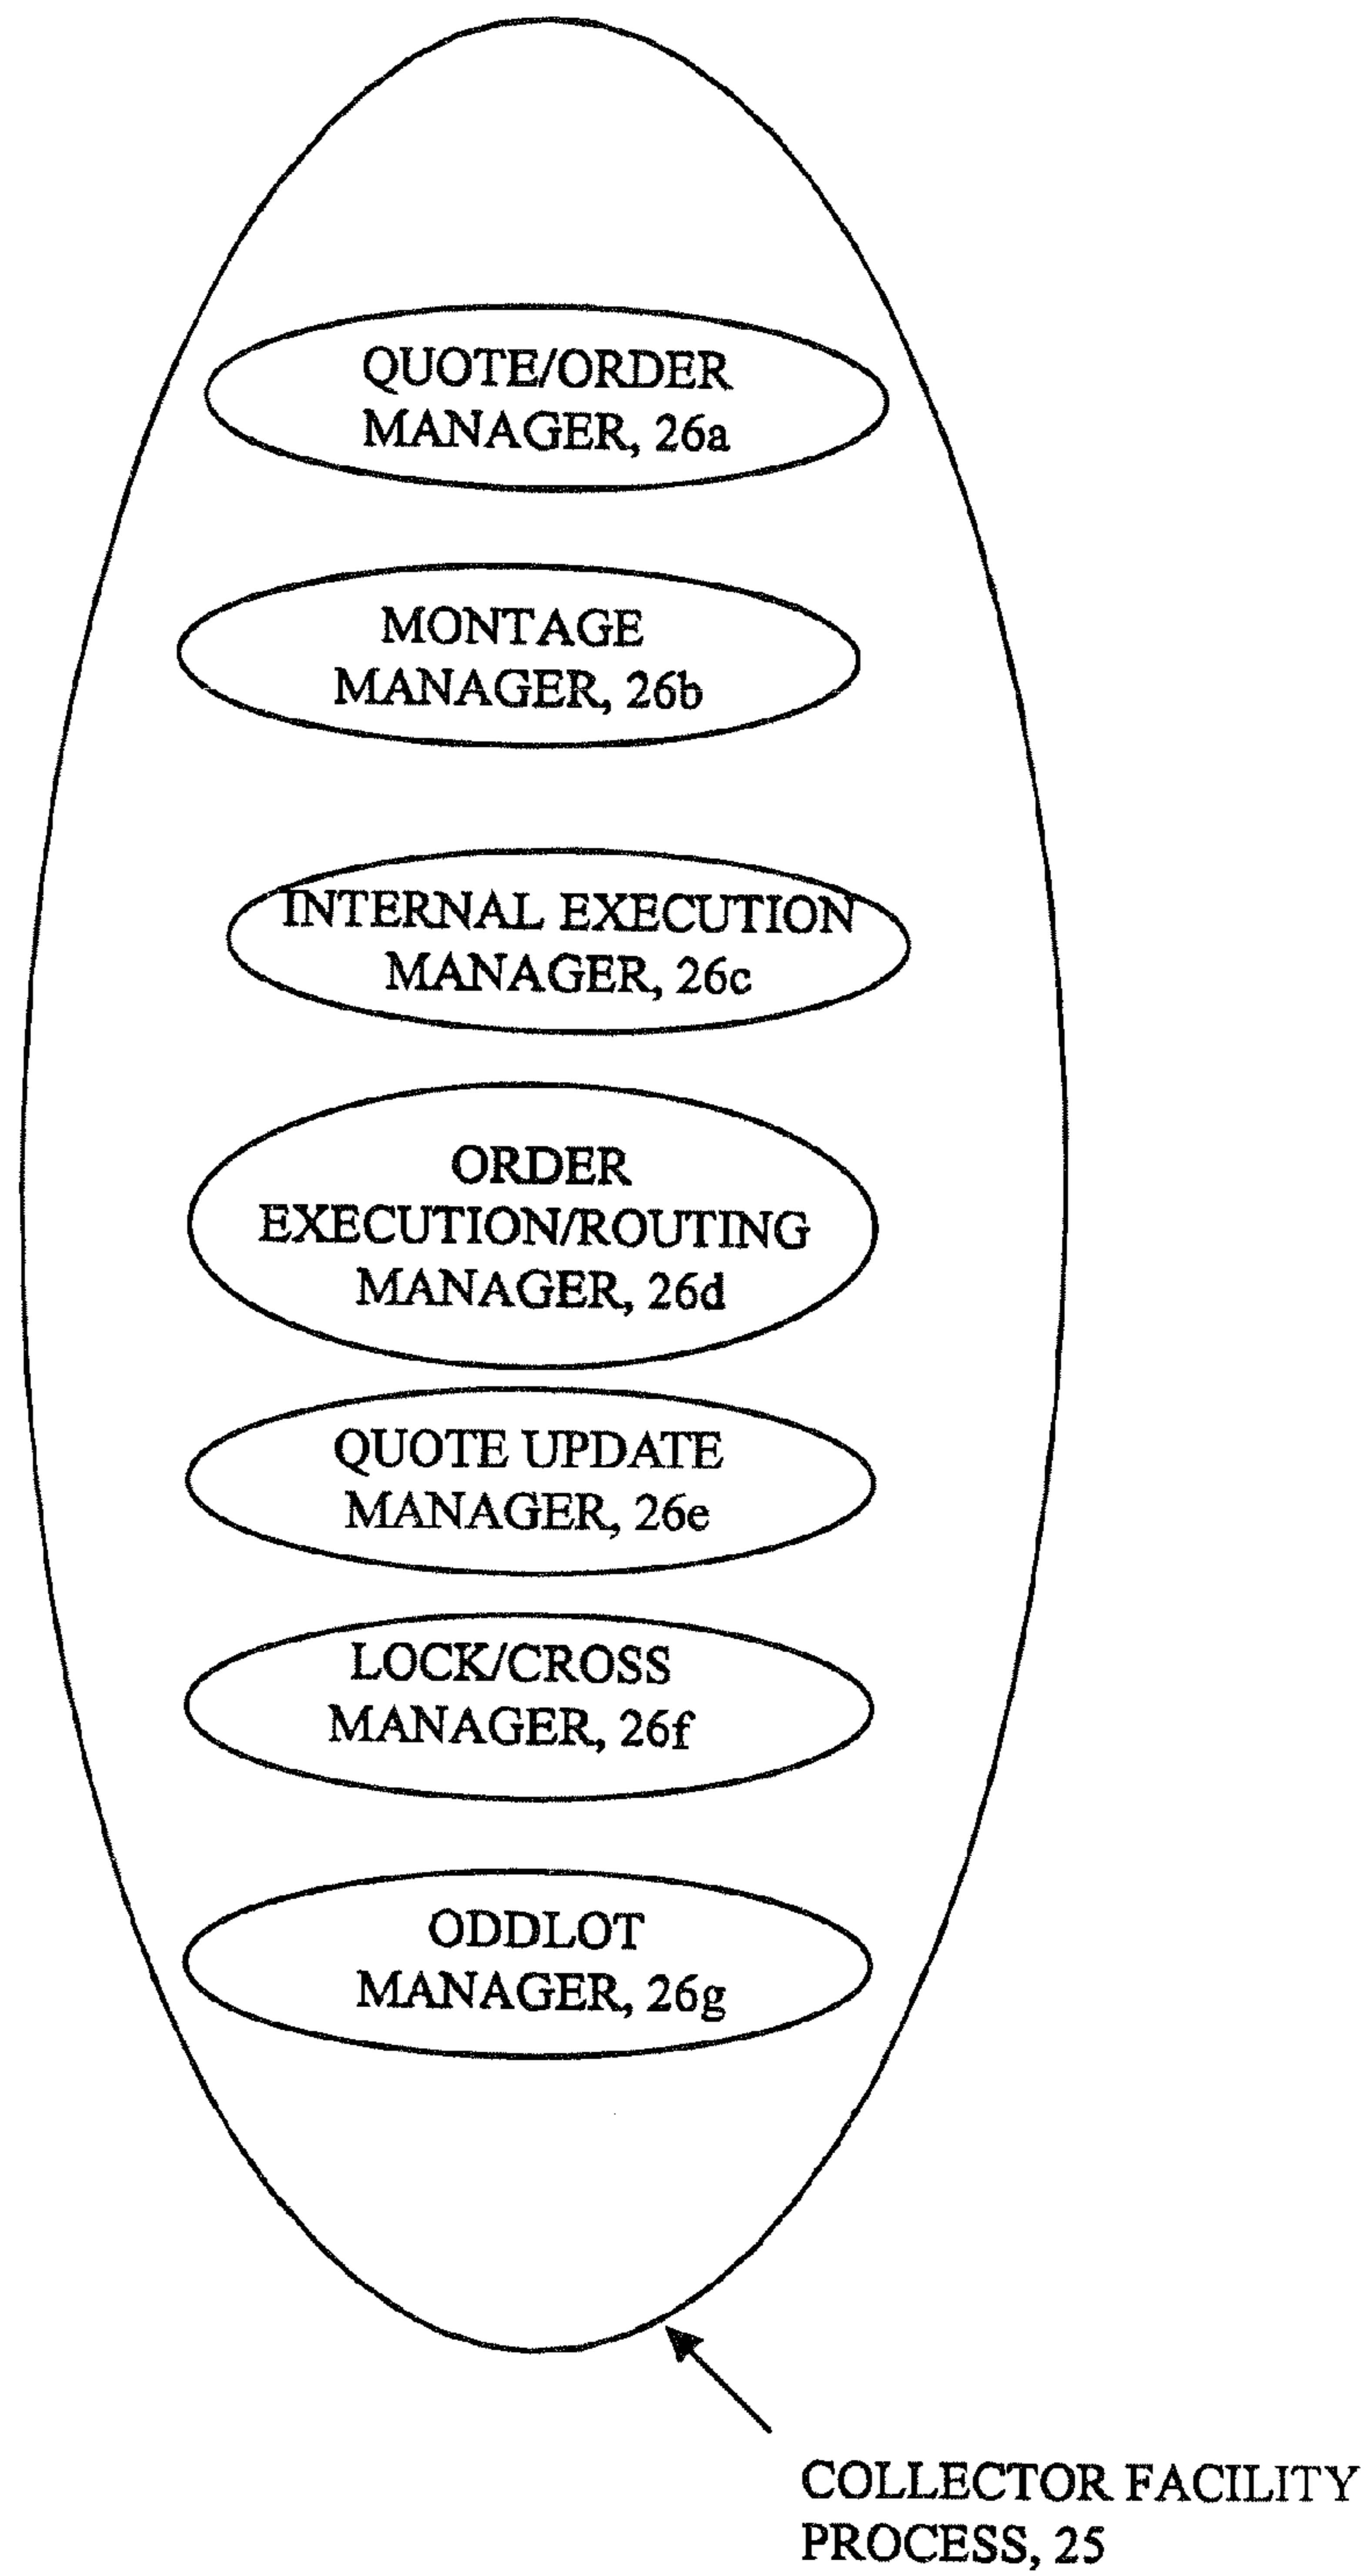 QUOTE/ORDER
MANAGER, 26a
MONTAGE
MANAGER, 26b
INTERNAL EXECUTION
MANAGER, 26c
ORDER
EXECUTION/ROUTING
MANAGER, 26d
QUOTE UPDATE
MANAGER, 26e
LOCK/CROSS
MANAGER, 26f
ODDLOT
MANAGER, 26g
COLLECTOR FACILITY
PROCESS, 25